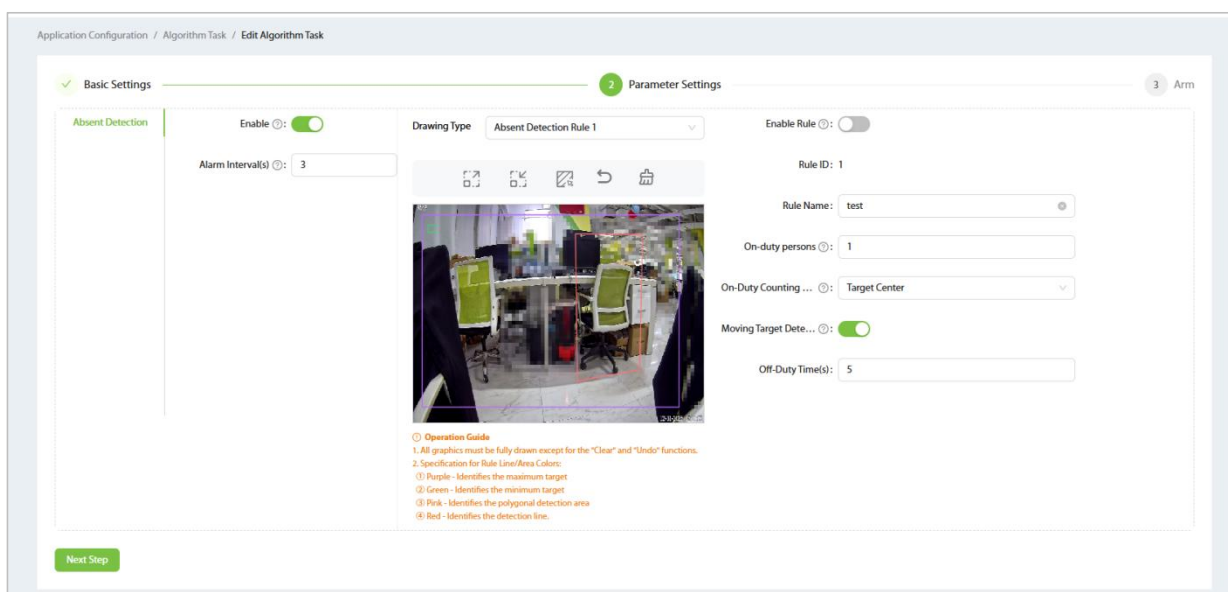 Application Configuration / Algorithm Task / Edit Algorithm Task
Basic Settings
2 Parameter Settings
3 Arm
Absent Detection
Enable ?:
Alarm Interval(s) ?: 3
Drawing Type Absent Detection Rule 1
Operation Guide
1. All graphics must be fully drawn except for the "Clear" and "Undo" functions.
2. Specification for Rule Line/Area Colors:
① Purple - Identifies the maximum target
② Green - Identifies the minimum target
③ Pink - Identifies the polygonal detection area
④ Red - Identifies the detection line.
Enable Rule ?:
Rule ID: 1
Rule Name: test
On-duty persons ?: 1
On-Duty Counting ... ?: Target Center
Moving Target Dete... ?:
Off-Duty Time(s): 5
Next Step